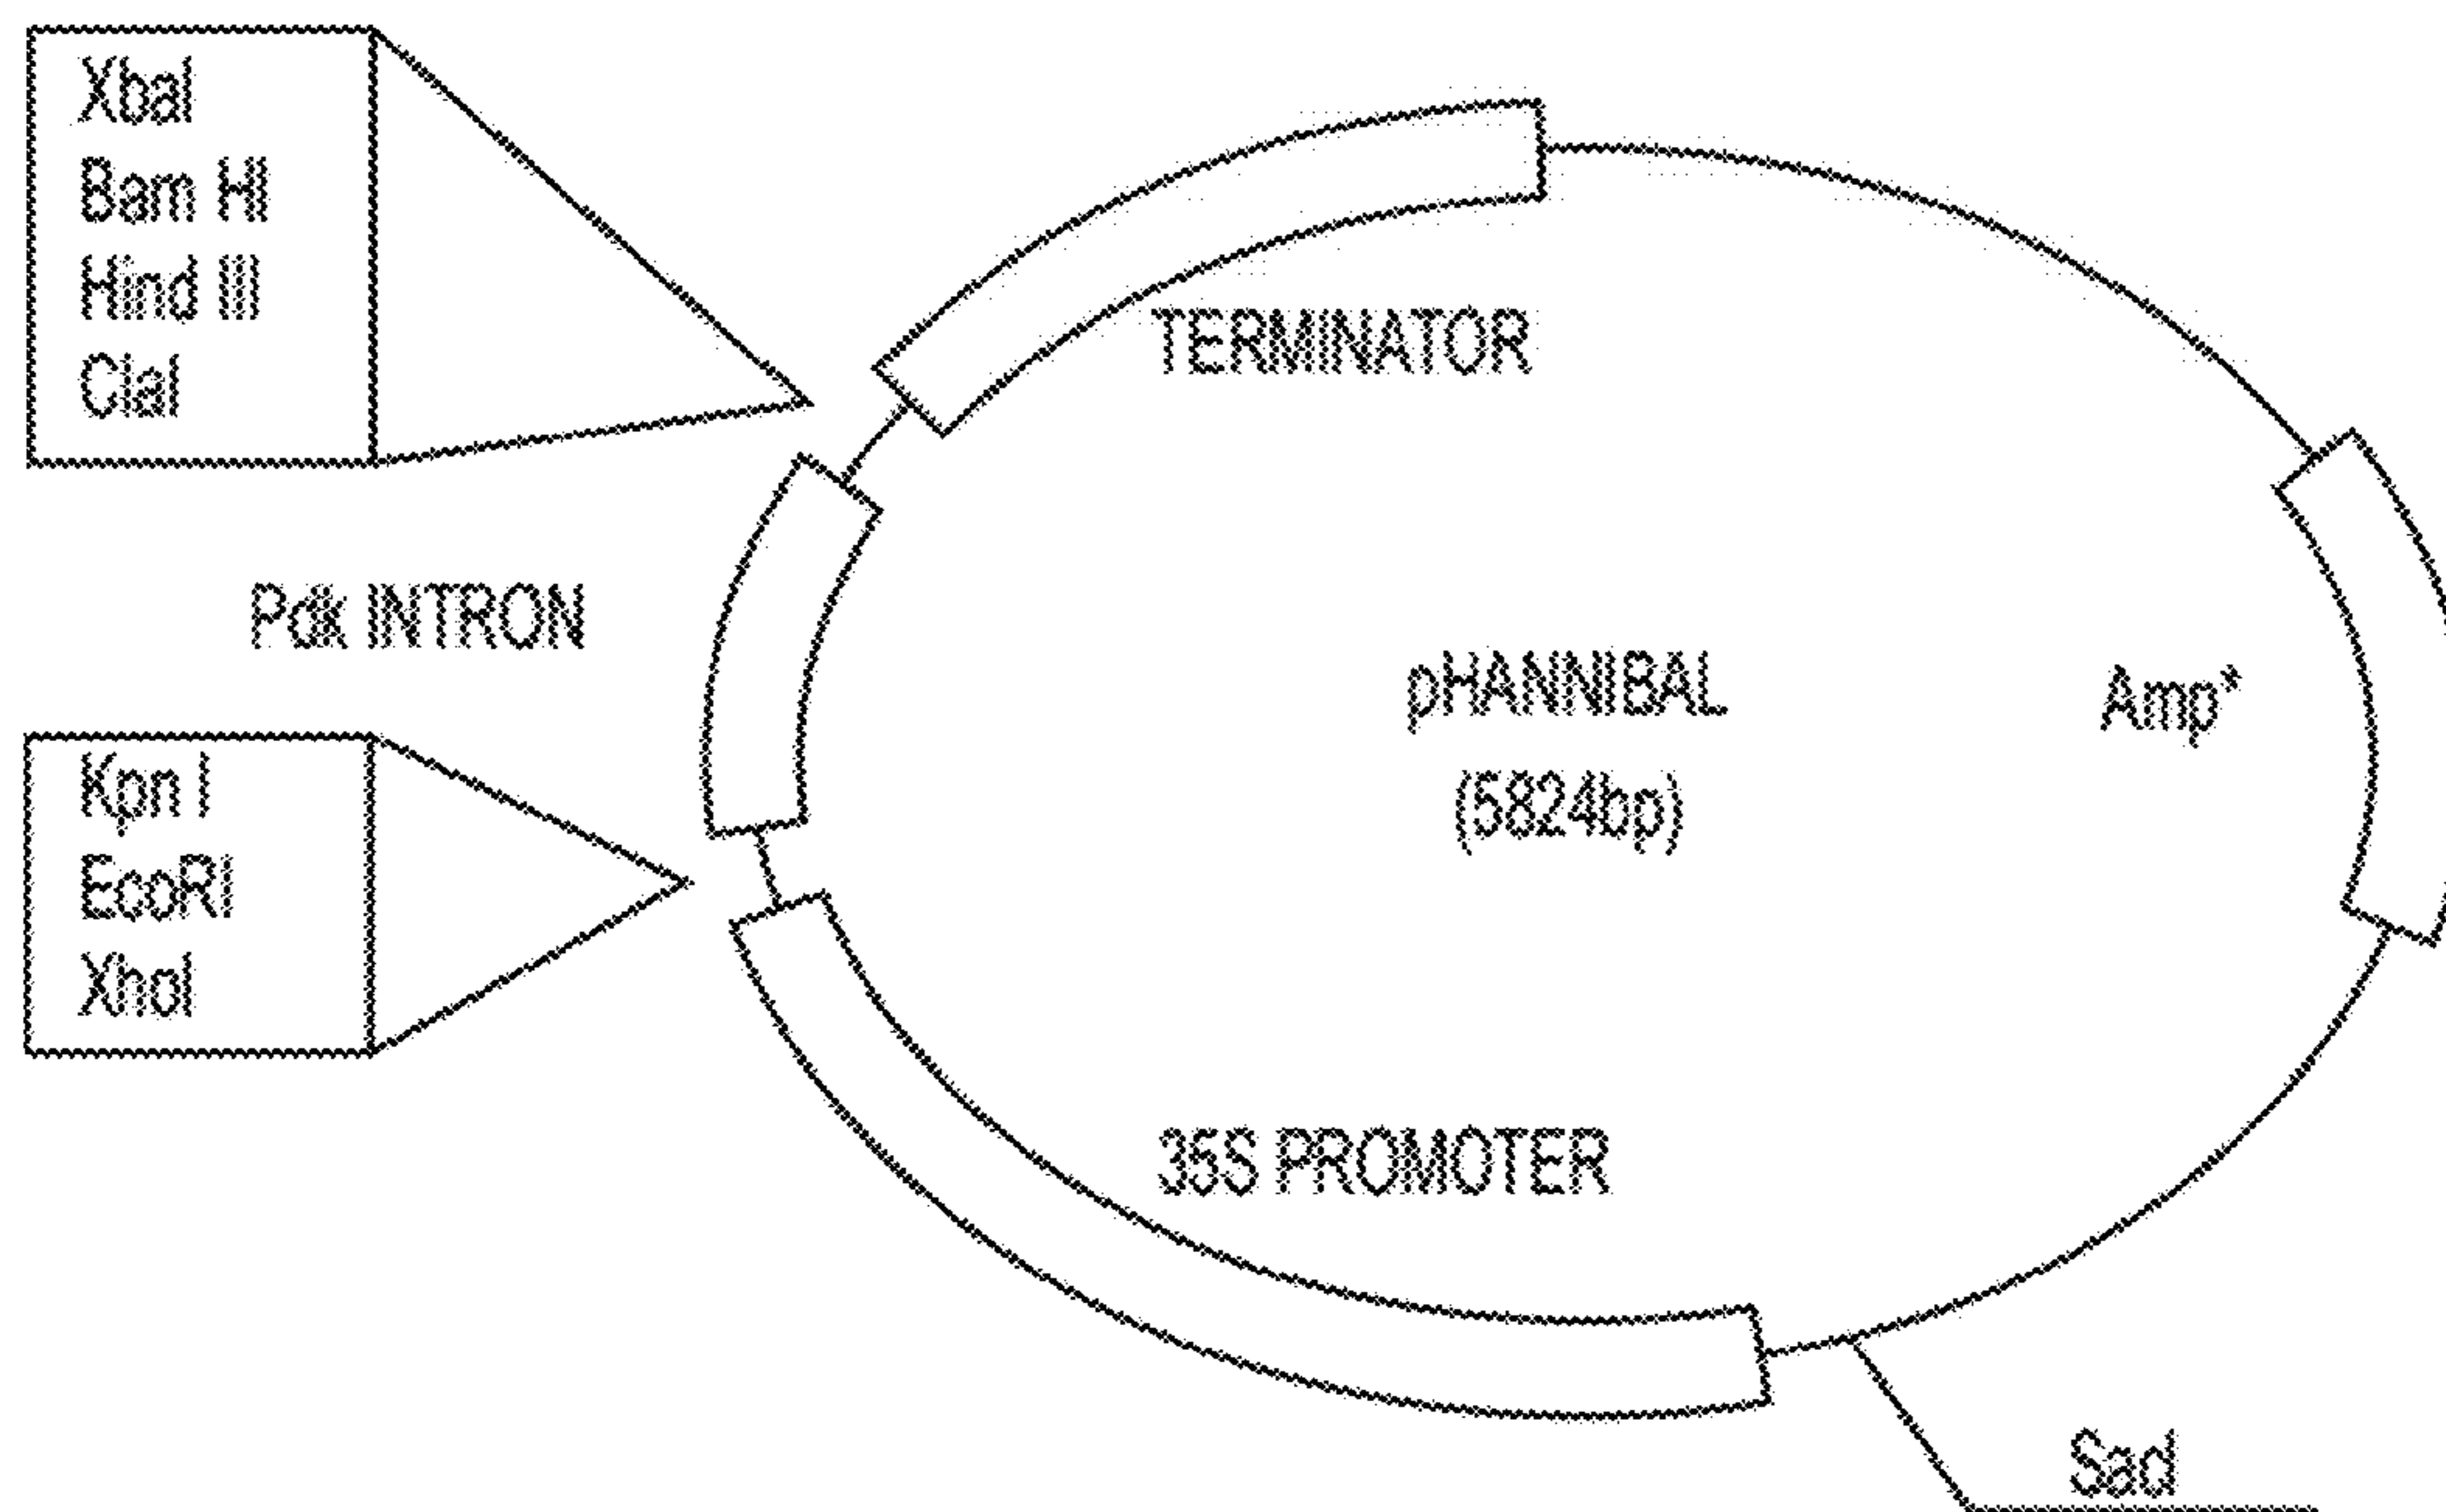 XbaI
Bam HI
Hind III
ClaI
TERMINATOR
Pdk INTRON
pHANNIBAL
(5824bp)
Amp*
Kpn I
EcoRI
XhoI
35S PROMOTER
SacI